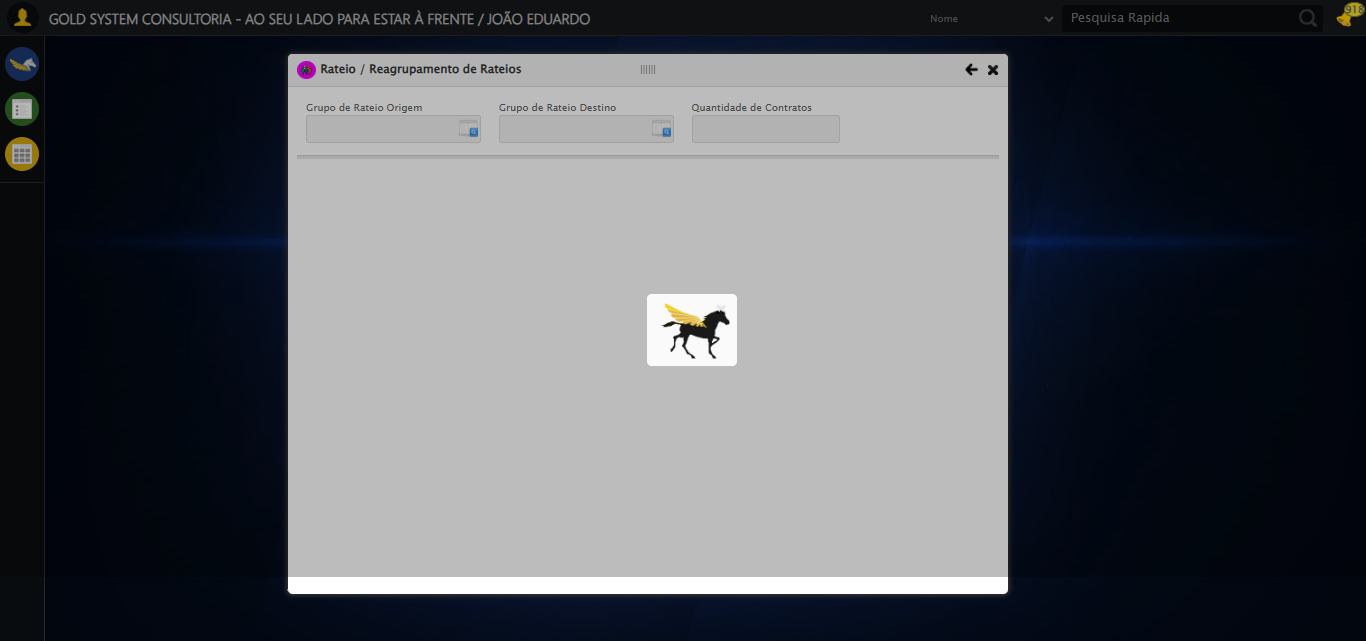 GOLD SYSTEM CONSULTORIA - AO SEU LADO PARA ESTAR À FRENTE / JOÃO EDUARDO
Nome
Pesquisa Rapida
918
Rateio / Reagrupamento de Rateios
Grupo de Rateio Origem
Grupo de Rateio Destino
Quantidade de Contratos